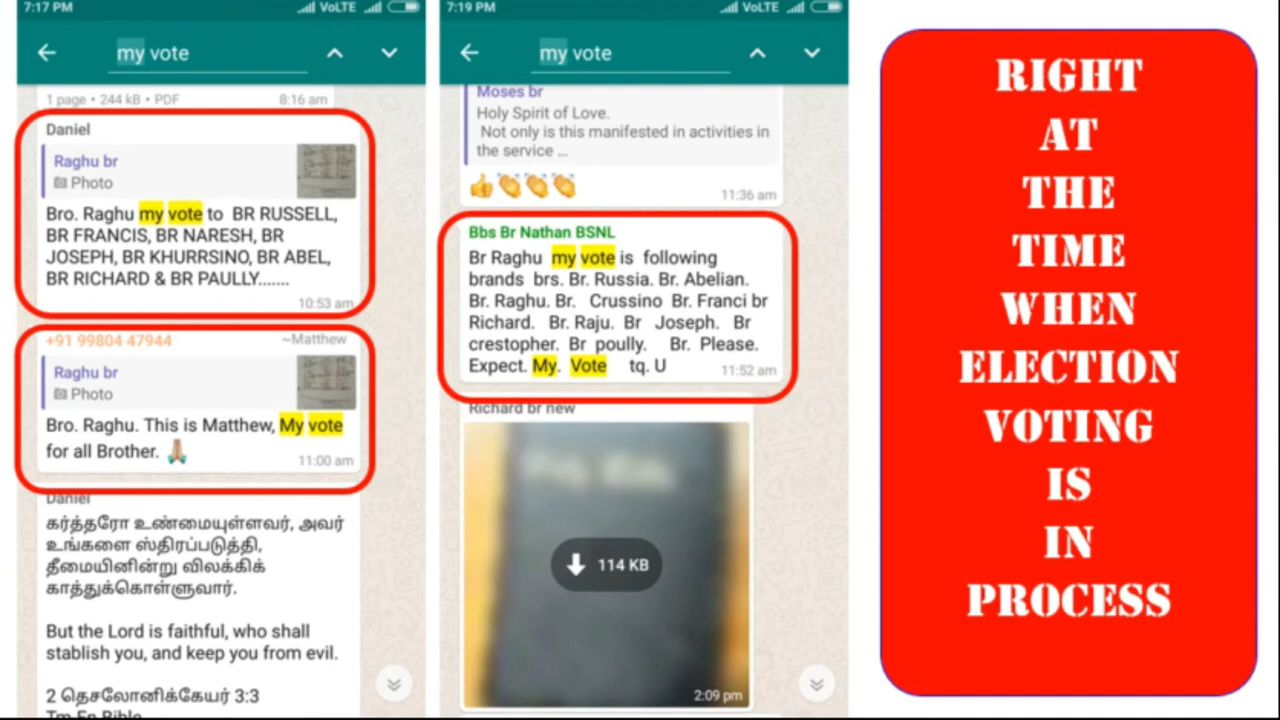 7:17 PM
VoLTE
my vote
1 page • 244 kB • PDF
8:16 am
Daniel
Raghu br
Photo
Bro. Raghu my vote to BR RUSSELL,
BR FRANCIS, BR NARESH, BR
JOSEPH, BR KHURRSINO, BR ABEL,
BR RICHARD & BR PAULLY.......
10:53 am
+91 99804 47944
~Matthew
Raghu br
Photo
Bro. Raghu. This is Matthew, My vote
for all Brother.
11:00 am
Daniel
கர்த்தரோ உண்மையுள்ளவர், அவர்
உங்களை ஸ்திரப்படுத்தி,
தீமையினின்று விலக்கிக்
காத்துக்கொள்ளுவார்.
But the Lord is faithful, who shall
stablish you, and keep you from evil.
2 தெசலோனிக்கேயர் 3:3
Tm-En Bible
7:19 PM
VoLTE
my vote
Moses br
Holy Spirit of Love.
Not only is this manifested in activities in
the service ...
11:36 am
Bbs Br Nathan BSNL
Br Raghu my vote is following
brands brs. Br. Russia. Br. Abelian.
Br. Raghu. Br. Crussino Br. Franci br
Richard. Br. Raju. Br Joseph. Br
crestopher. Br poully. Br. Please.
Expect. My. Vote tq. U
11:52 am
Richard br new
114 KB
2:09 pm
RIGHT
AT
THE
TIME
WHEN
ELECTION
VOTING
IS
IN
PROCESS